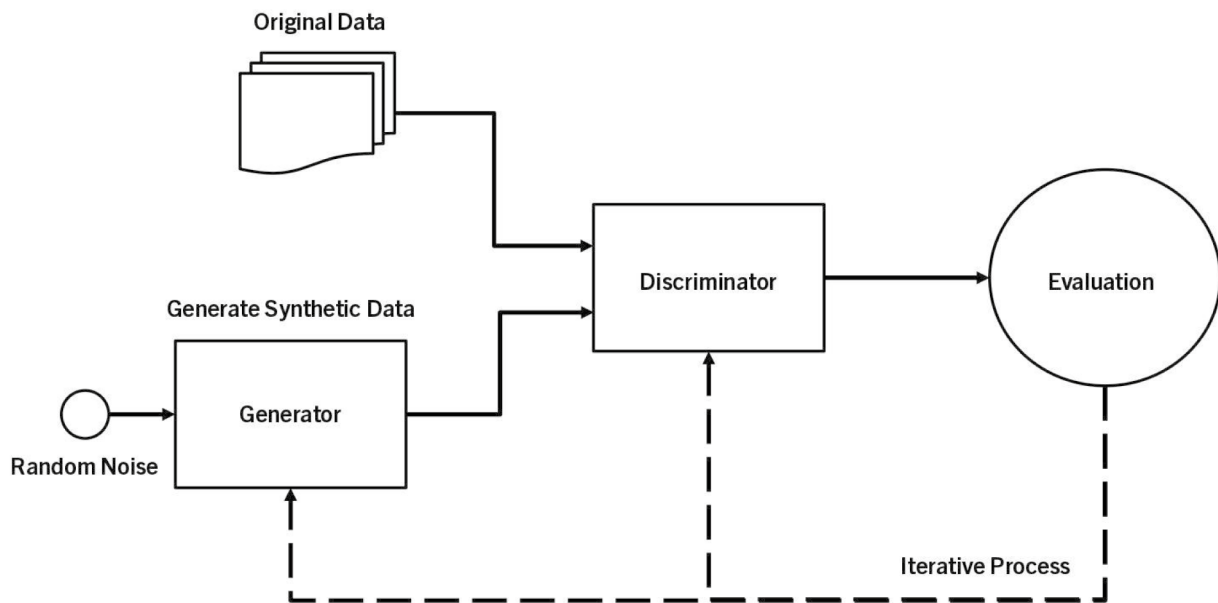 Original Data
Discriminator
Evaluation
Generate Synthetic Data
Generator
Random Noise
Iterative Process